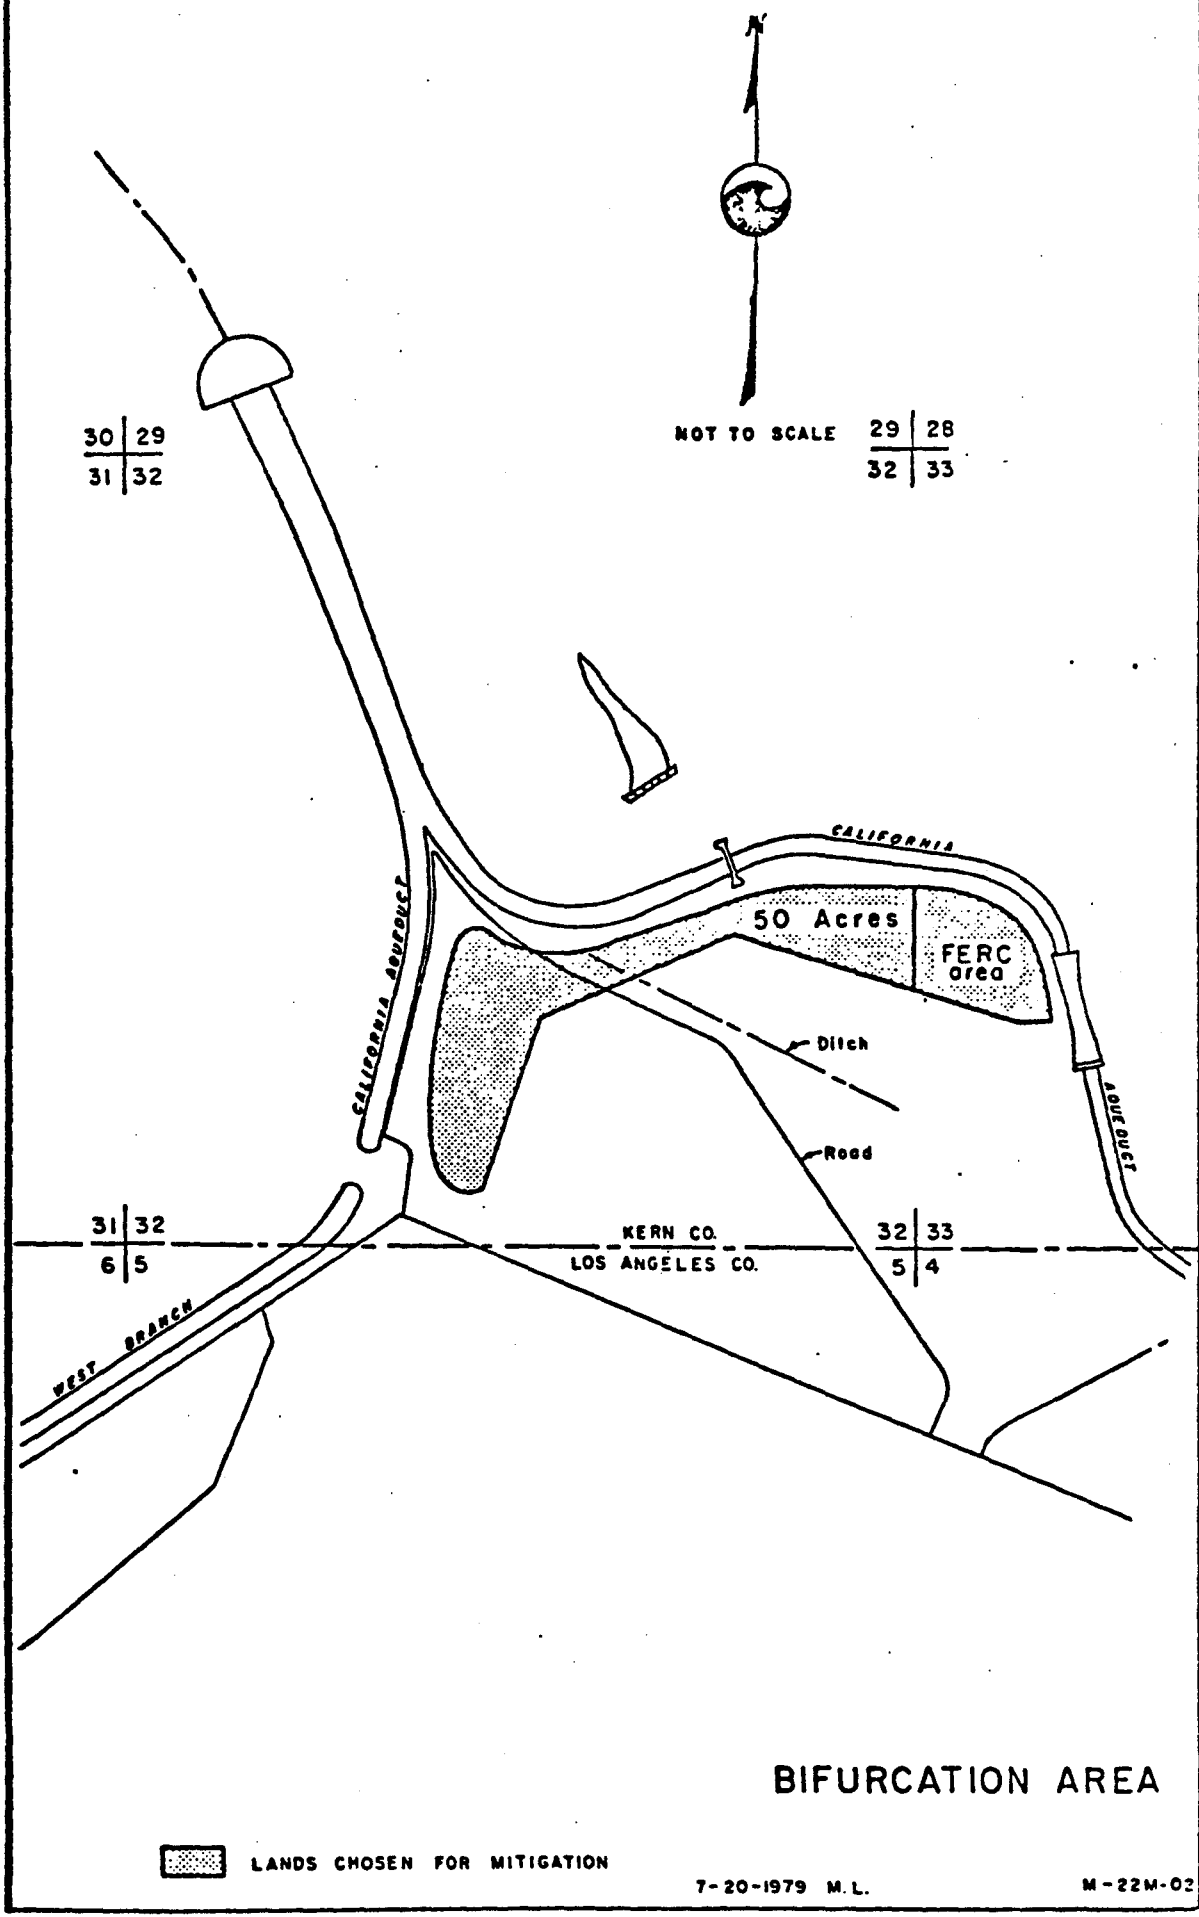 N
30 29
31 32
NOT TO SCALE
29 28
32 33
CALIFORNIA
50 Acres
FERC
area
CALIFORNIA AQUEDUCT
Ditch
AQUEDUCT
Road
31 32
6 5
KERN CO.
LOS ANGELES CO.
32 33
5 4
WEST BRANCH
BIFURCATION AREA
LANDS CHOSEN FOR MITIGATION
7-20-1979 M.L.
M-22M-02